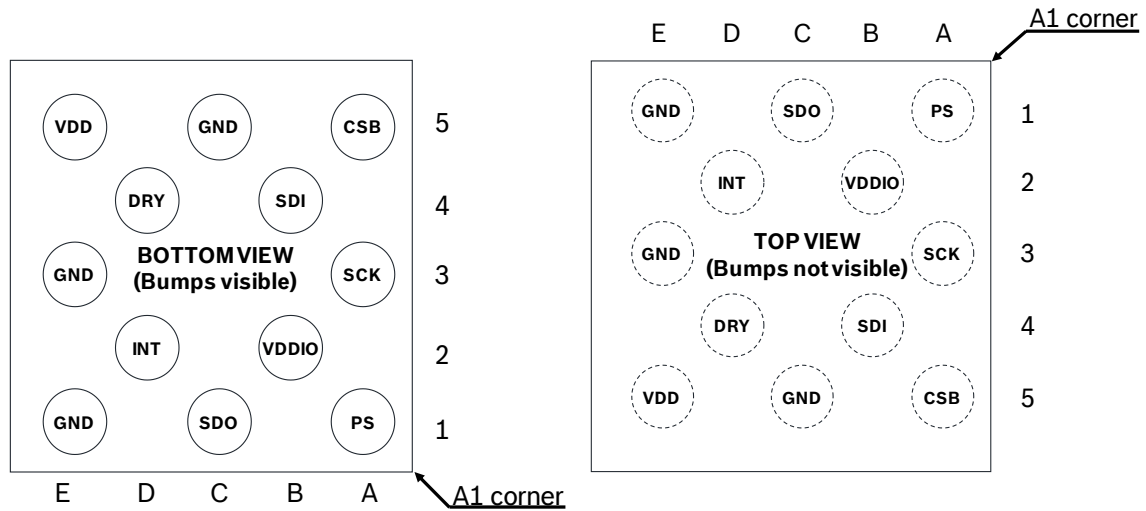 VDD GND CSB 5
DRY SDI 4
BOTTOM VIEW
(Bumps visible)
GND SCK 3
INT VDDIO 2
GND SDO PS 1
E D C B A
A1 corner
A1 corner
E D C B A
GND SDO PS 1
INT VDDIO 2
TOP VIEW
(Bumps not visible)
GND SCK 3
DRY SDI 4
VDD GND CSB 5